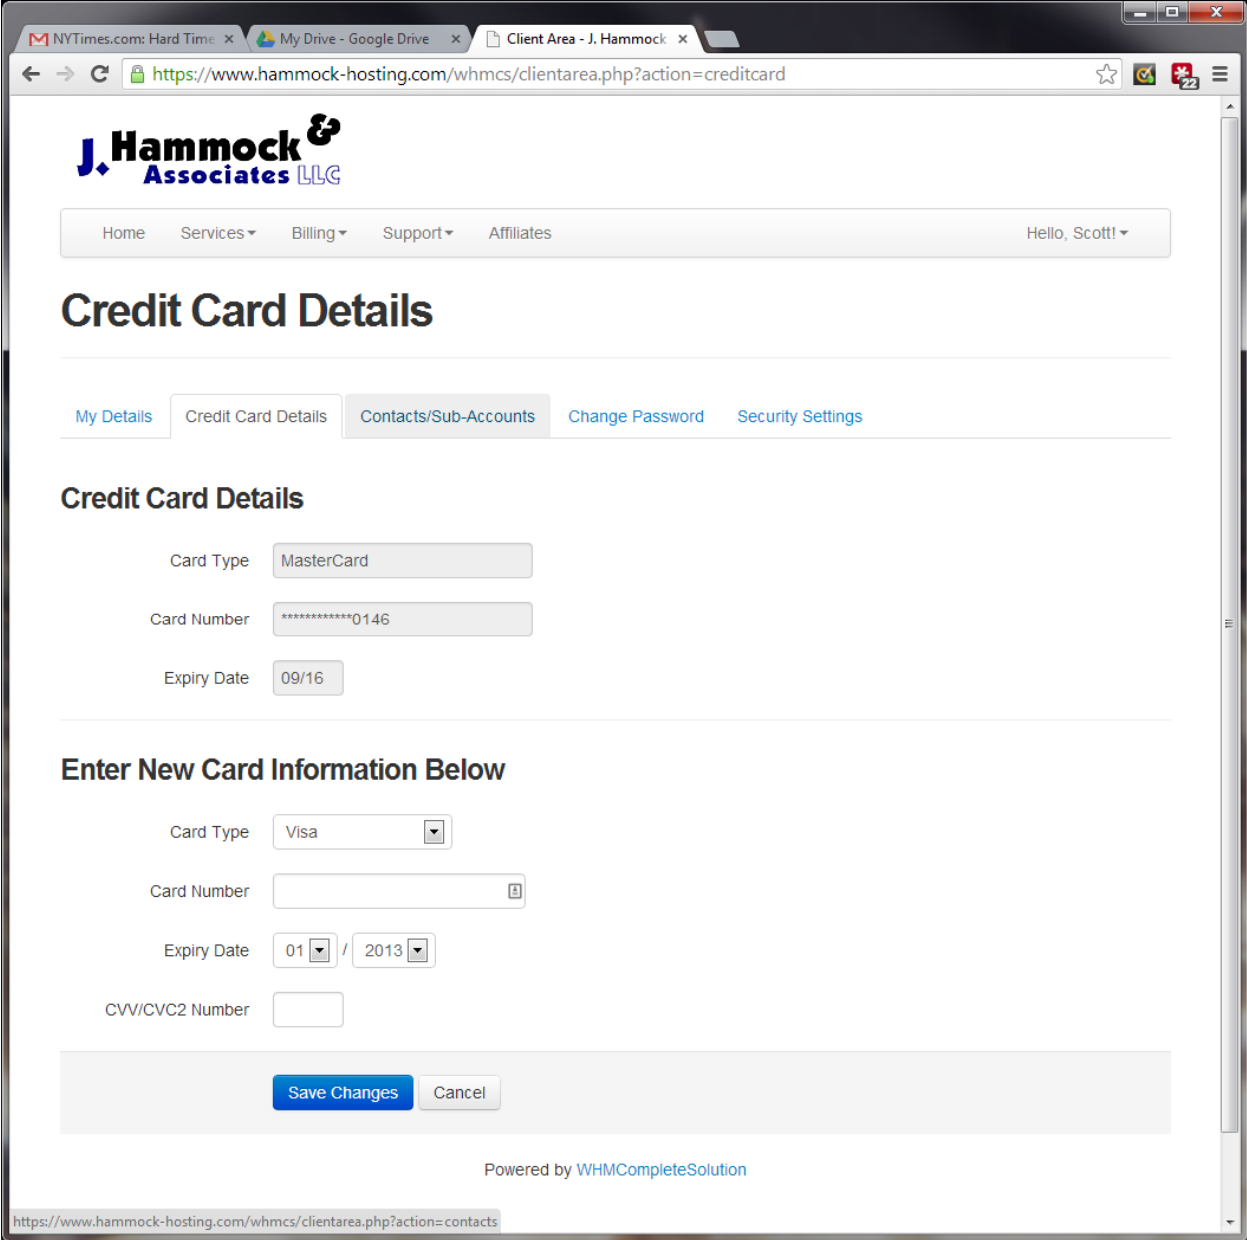 NYTimes.com: Hard Time
My Drive - Google Drive
Client Area - J. Hammock
https://www.hammock-hosting.com/whmcs/clientarea.php?action=creditcard
22
J. Hammock &
Associates LLC
Home Services Billing Support Affiliates Hello, Scott!
Credit Card Details
My Details Credit Card Details Contacts/Sub-Accounts Change Password Security Settings
Credit Card Details
Card Type MasterCard
Card Number ************0146
Expiry Date 09/16
Enter New Card Information Below
Card Type Visa
Card Number
Expiry Date 01 / 2013
CVV/CVC2 Number
Save Changes Cancel
Powered by WHMCompleteSolution
https://www.hammock-hosting.com/whmcs/clientarea.php?action=contacts